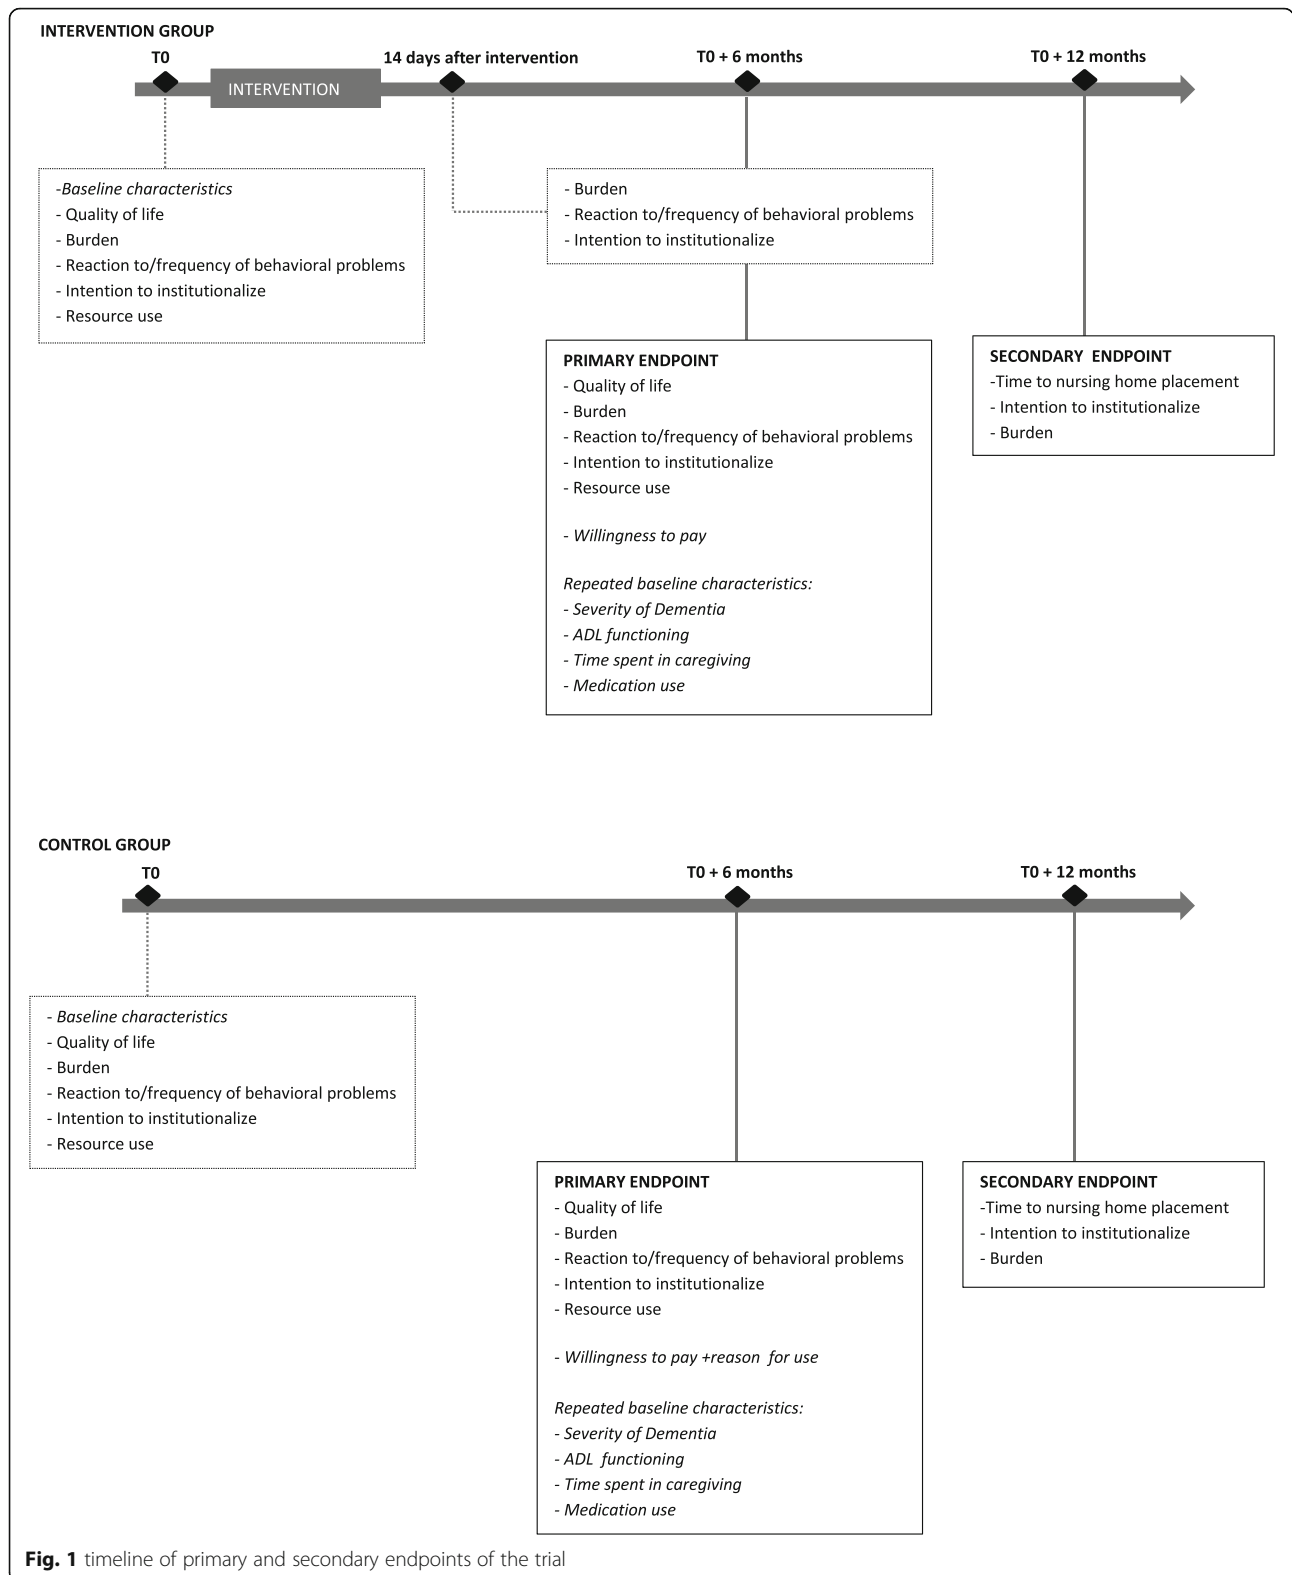 INTERVENTION GROUP
T0
14 days after intervention
T0 + 6 months
T0 + 12 months
INTERVENTION
-Baseline characteristics
- Quality of life
- Burden
- Reaction to/frequency of behavioral problems
- Intention to institutionalize
- Resource use
- Burden
- Reaction to/frequency of behavioral problems
- Intention to institutionalize
PRIMARY ENDPOINT
- Quality of life
- Burden
- Reaction to/frequency of behavioral problems
- Intention to institutionalize
- Resource use
- Willingness to pay
Repeated baseline characteristics:
- Severity of Dementia
- ADL functioning
- Time spent in caregiving
- Medication use
SECONDARY ENDPOINT
-Time to nursing home placement
- Intention to institutionalize
- Burden
CONTROL GROUP
T0
T0 + 6 months
T0 + 12 months
- Baseline characteristics
- Quality of life
- Burden
- Reaction to/frequency of behavioral problems
- Intention to institutionalize
- Resource use
PRIMARY ENDPOINT
- Quality of life
- Burden
- Reaction to/frequency of behavioral problems
- Intention to institutionalize
- Resource use
- Willingness to pay +reason for use
Repeated baseline characteristics:
- Severity of Dementia
- ADL functioning
- Time spent in caregiving
- Medication use
SECONDARY ENDPOINT
-Time to nursing home placement
- Intention to institutionalize
- Burden
Fig. 1 timeline of primary and secondary endpoints of the trial